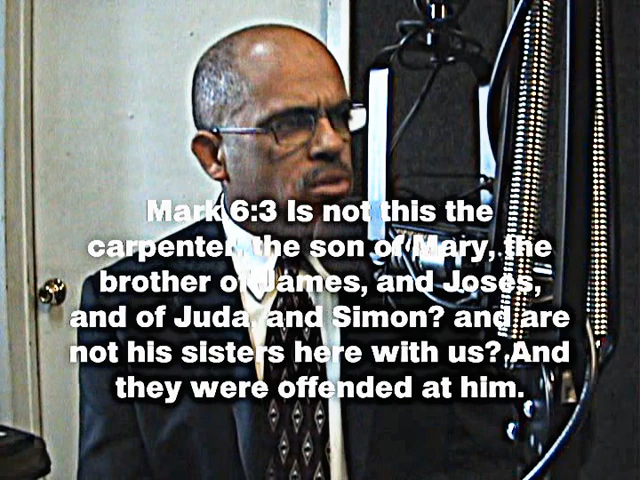 Mark 6:3 Is not this the
carpenter, the son of Mary, the
brother of James, and Joses,
and of Juda, and Simon? and are
not his sisters here with us? And
they were offended at him.